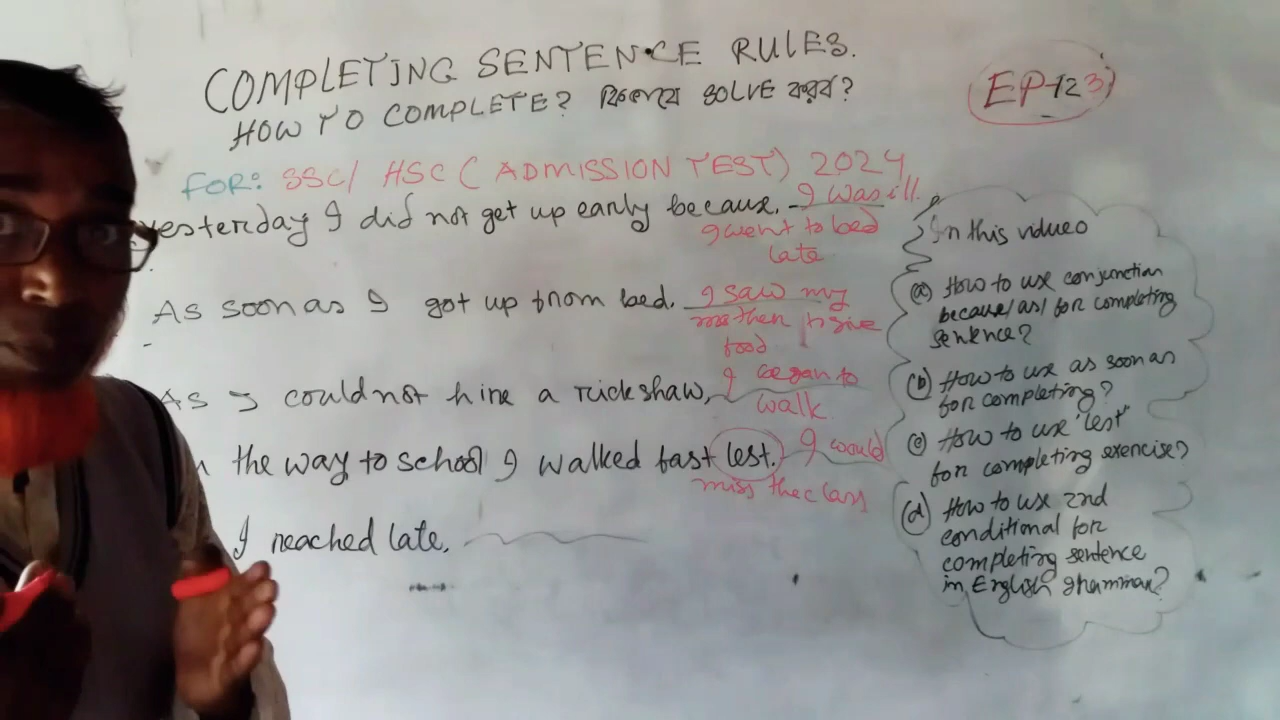 COMPLETING SENTENCE RULES.
HOW TO COMPLETE? কিভাবে SOLVE করব?
EP-123
FOR: SSC/ HSC ( ADMISSION TEST) 2024
yesterday I did not get up early because. I was ill.
I went to bed
late
As soon as I got up from bed. I saw my
mother to give
food
As I could not hire a rickshaw, I began to
walk.
the way to school I walked fast lest. I would
miss the class
I reached late.
In this video
(a) How to use conjunction
because/as/ for completing
sentence?
(b) How to use as soon as
for completing?
(c) How to use 'lest'
for completing exercise?
(d) How to use 2nd
conditional for
completing sentence
in English grammar?